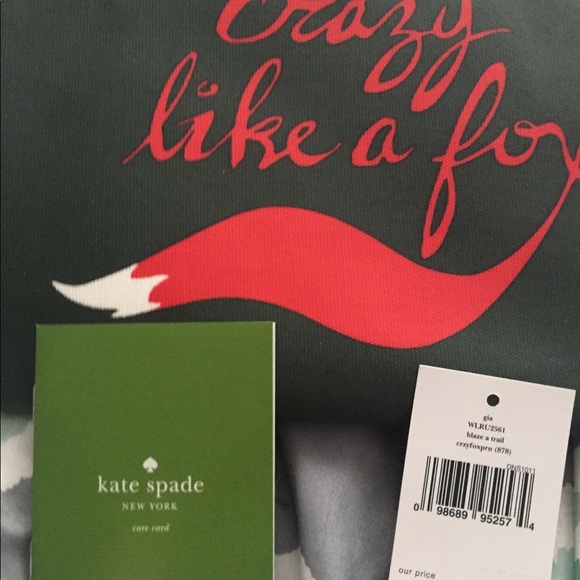 crazy
like a fox
kate spade
NEW YORK
care card
gia
WLRU2561
blaze a trail
crzyfoxprn (878)
DNS1011
0 98689 95257 4
our price